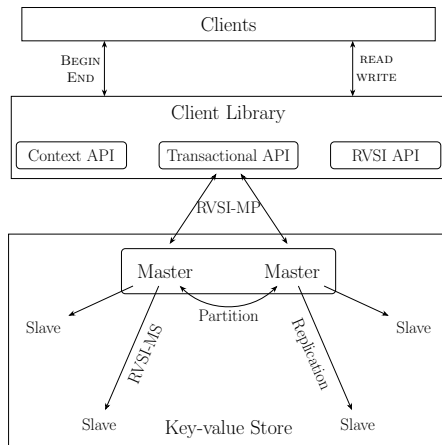 Clients
BEGIN
END
READ
WRITE
Client Library
Context API
Transactional API
RVSI API
RVSI-MP
Master
Master
Partition
Slave
RVSI-MS
Replication
Slave
Slave
Slave
Key-value Store